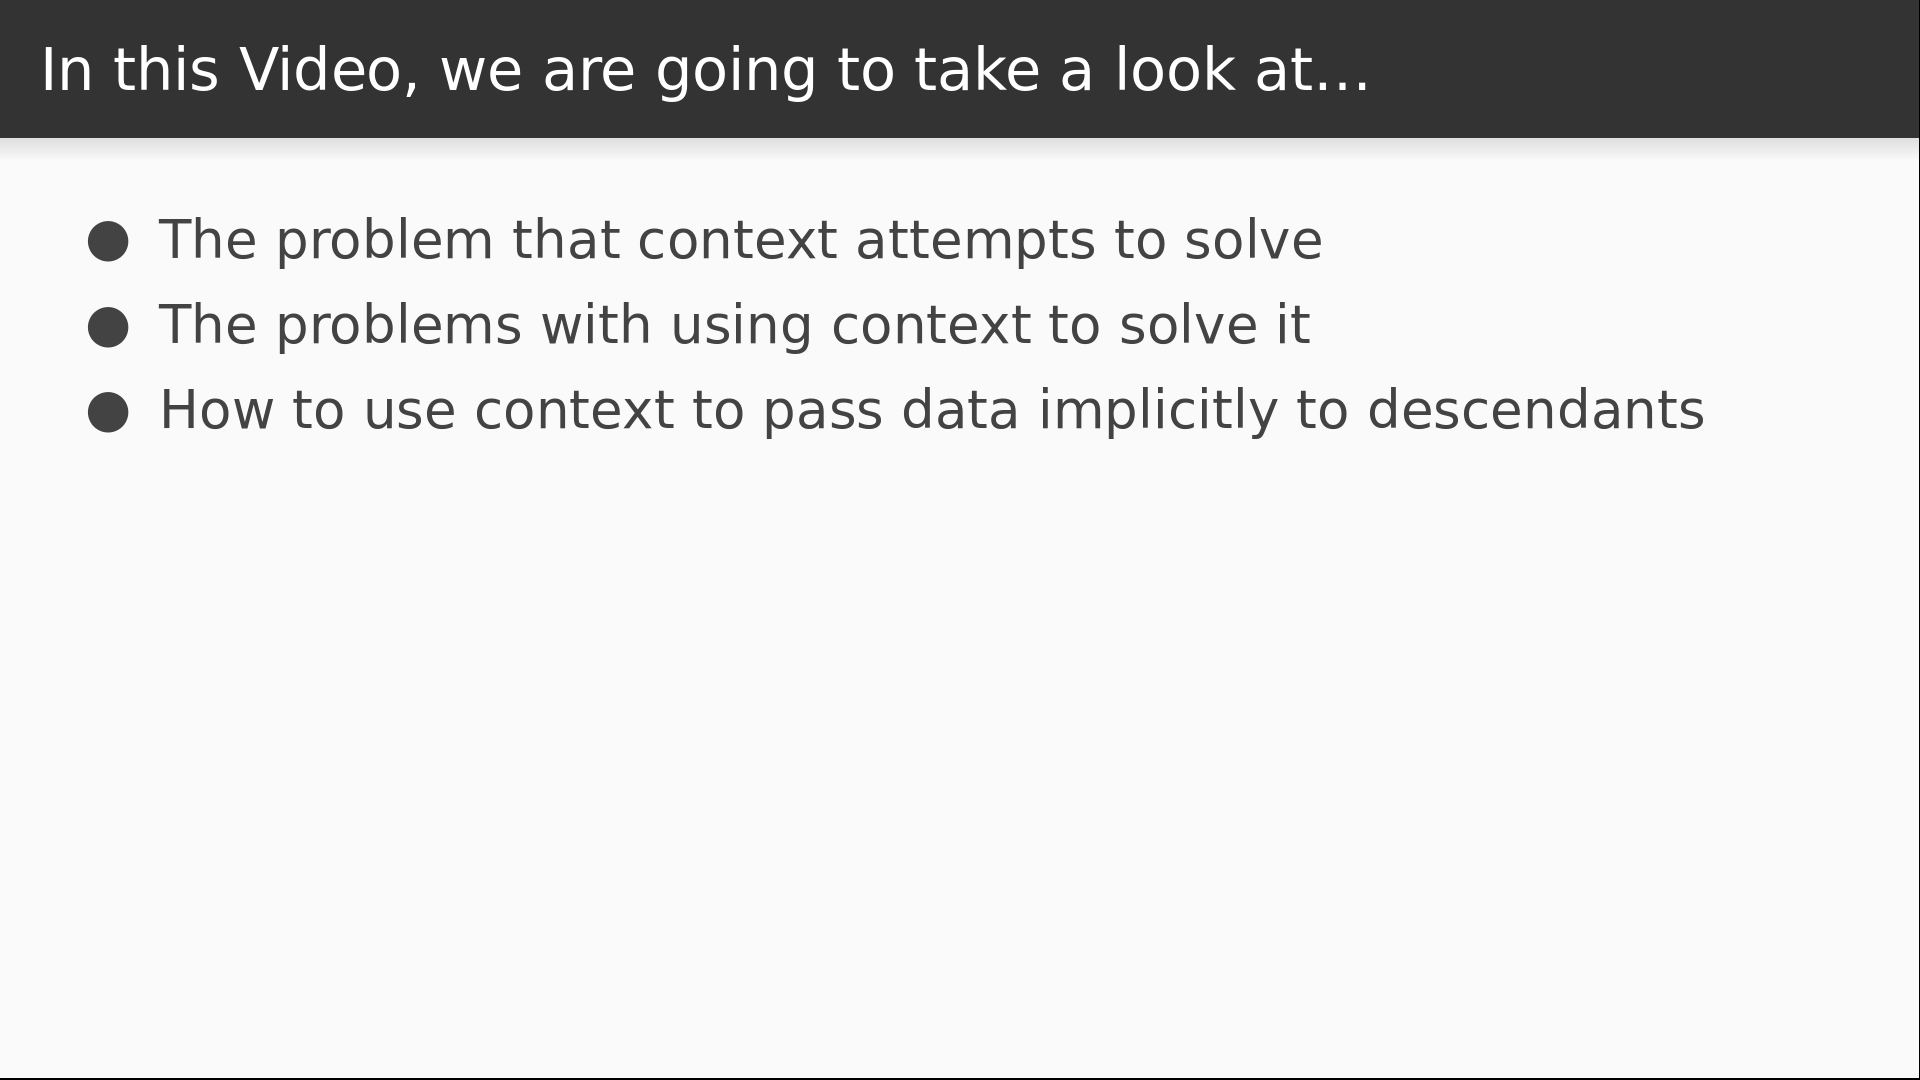 In this Video, we are going to take a look at…
● The problem that context attempts to solve
● The problems with using context to solve it
● How to use context to pass data implicitly to descendants